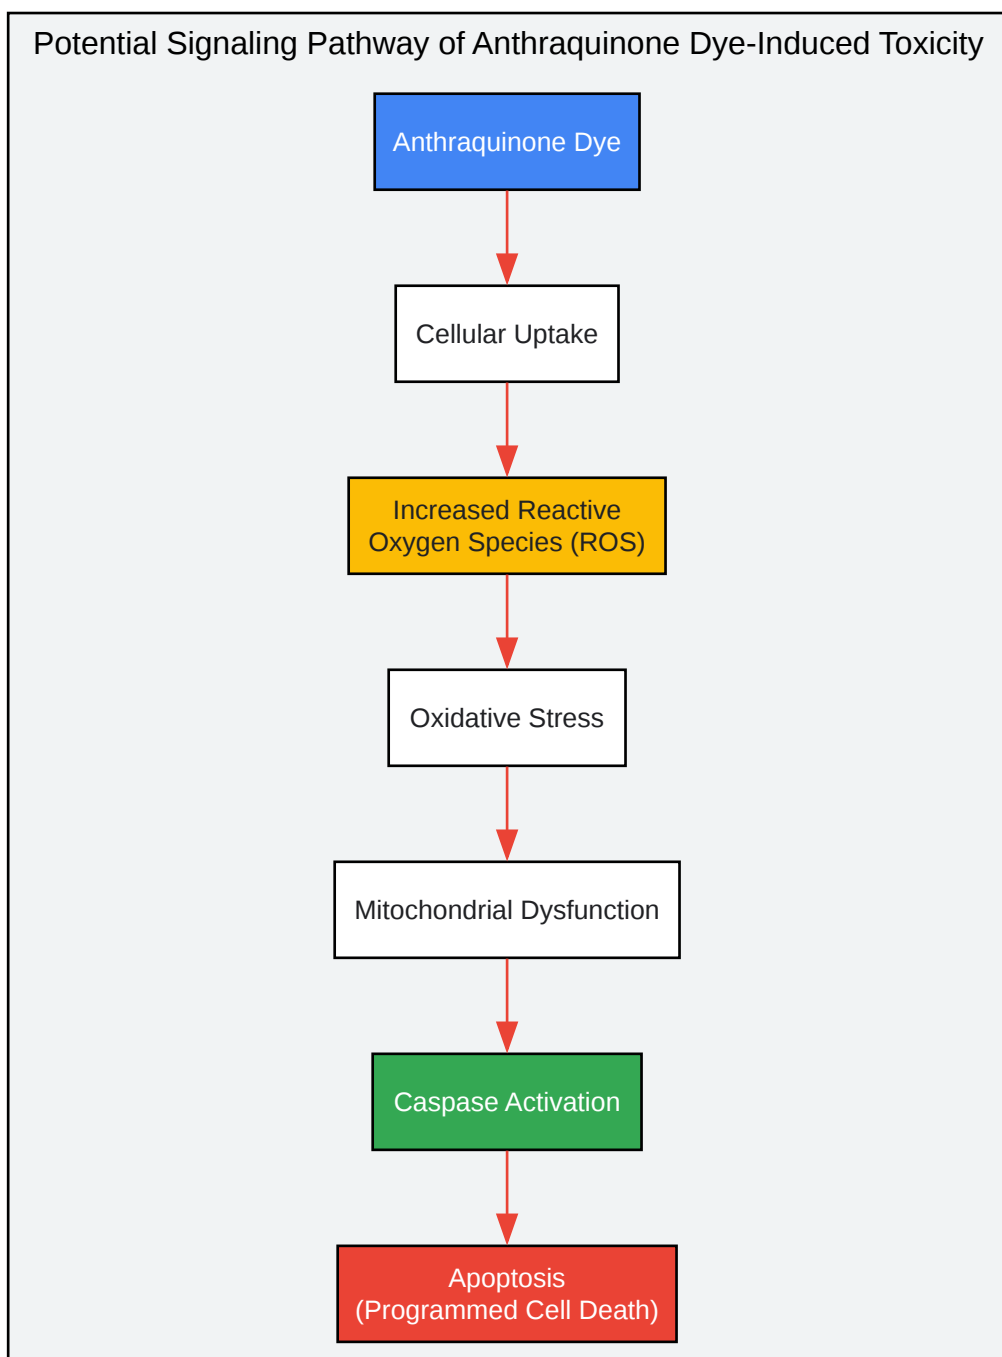 Potential Signaling Pathway of Anthraquinone Dye-Induced Toxicity
Anthraquinone Dye
Cellular Uptake
Increased Reactive
Oxygen Species (ROS)
Oxidative Stress
Mitochondrial Dysfunction
Caspase Activation
Apoptosis
(Programmed Cell Death)